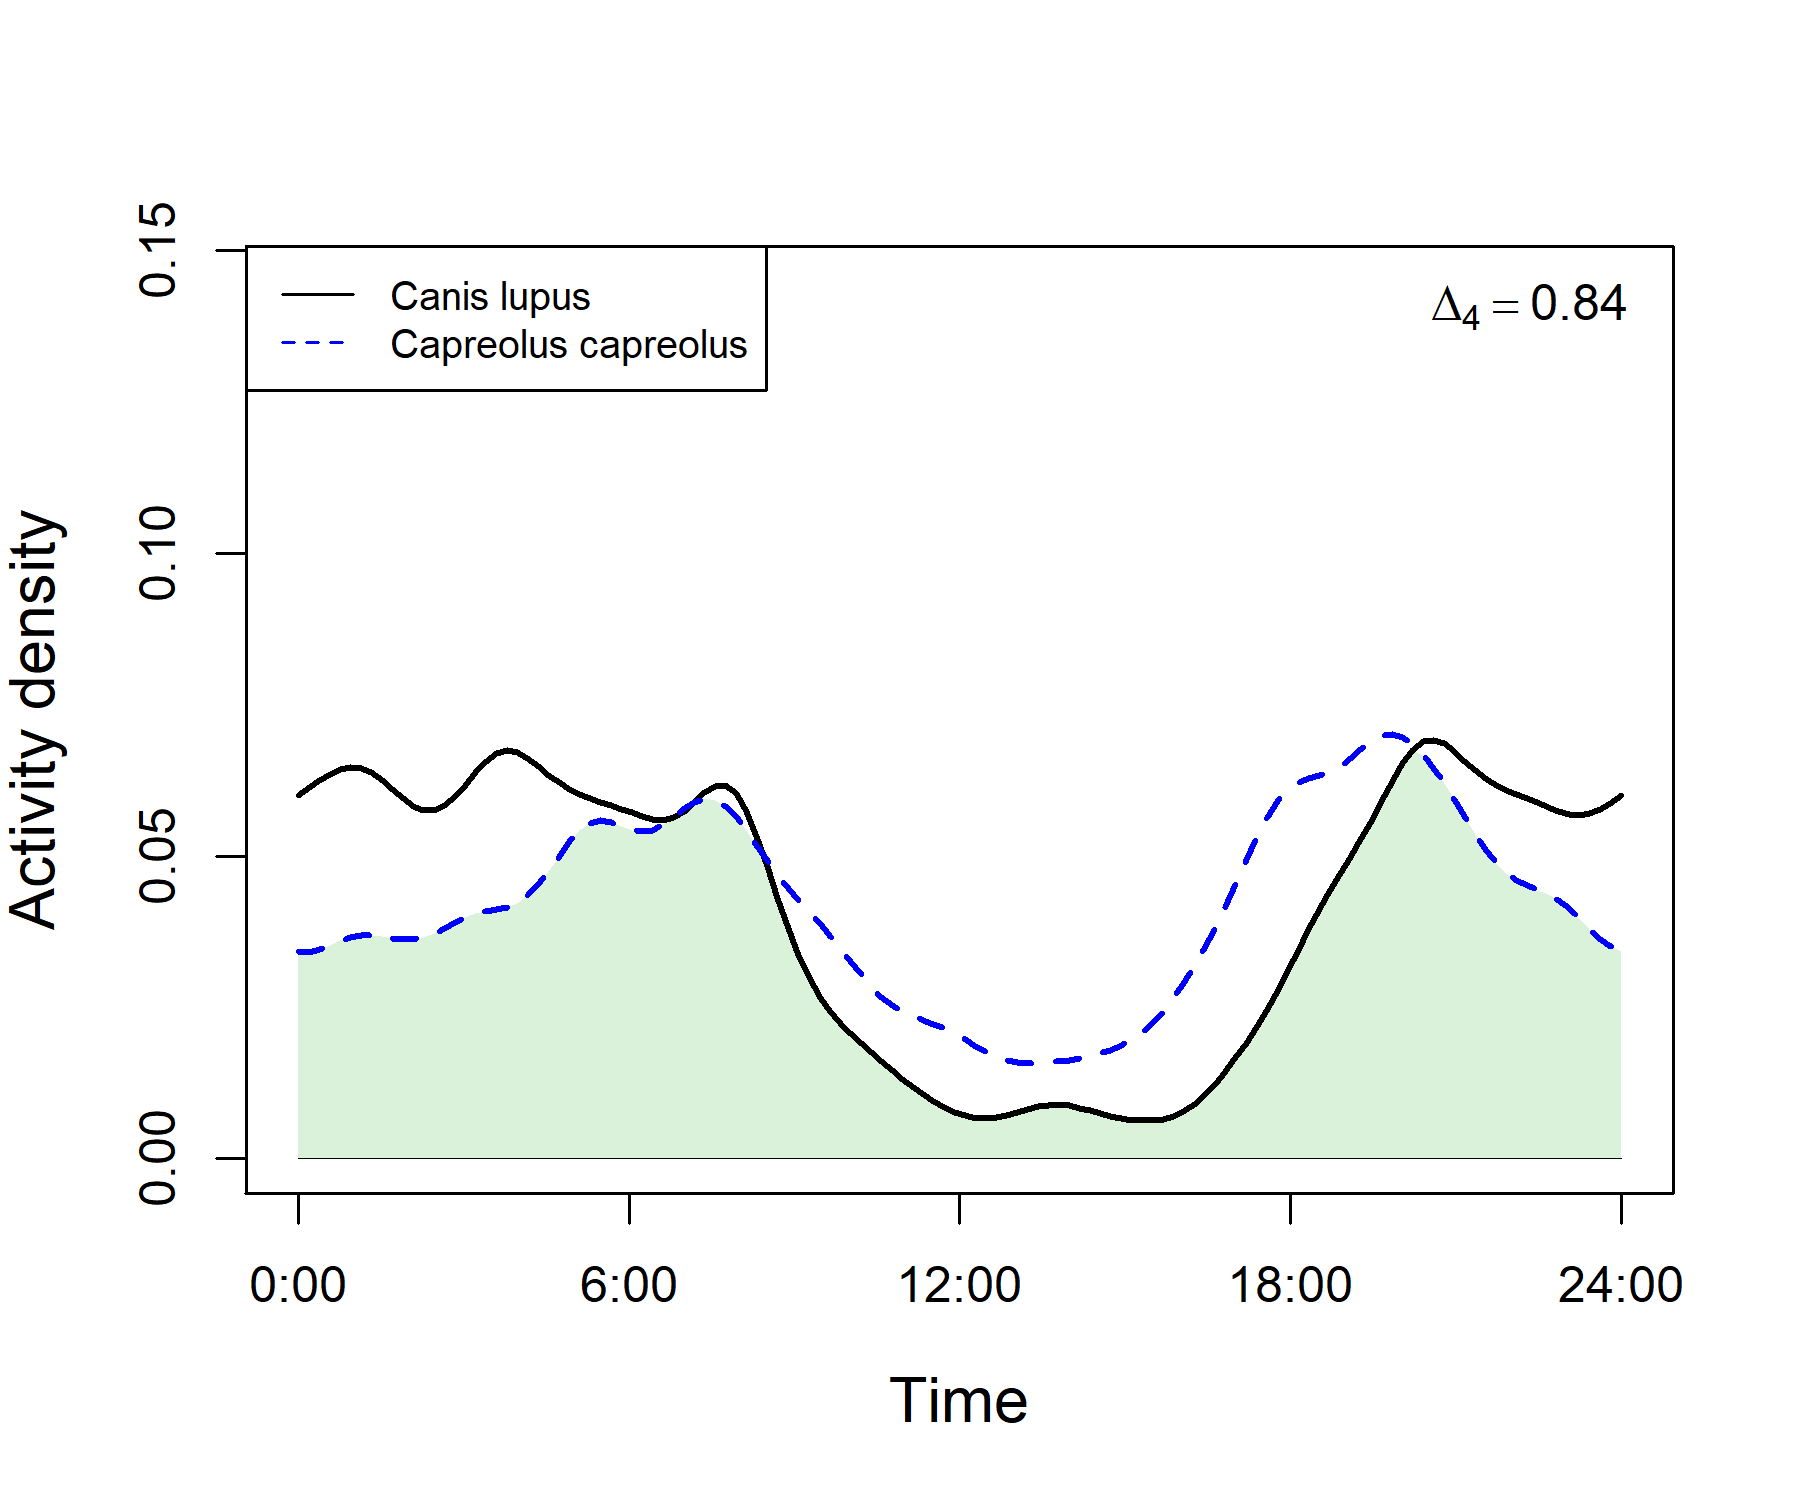 0.15
Canis lupus
Capreolus capreolus
Δ4 = 0.84
0.10
Activity density
0.05
0.00
0:00 6:00 12:00 18:00 24:00
Time